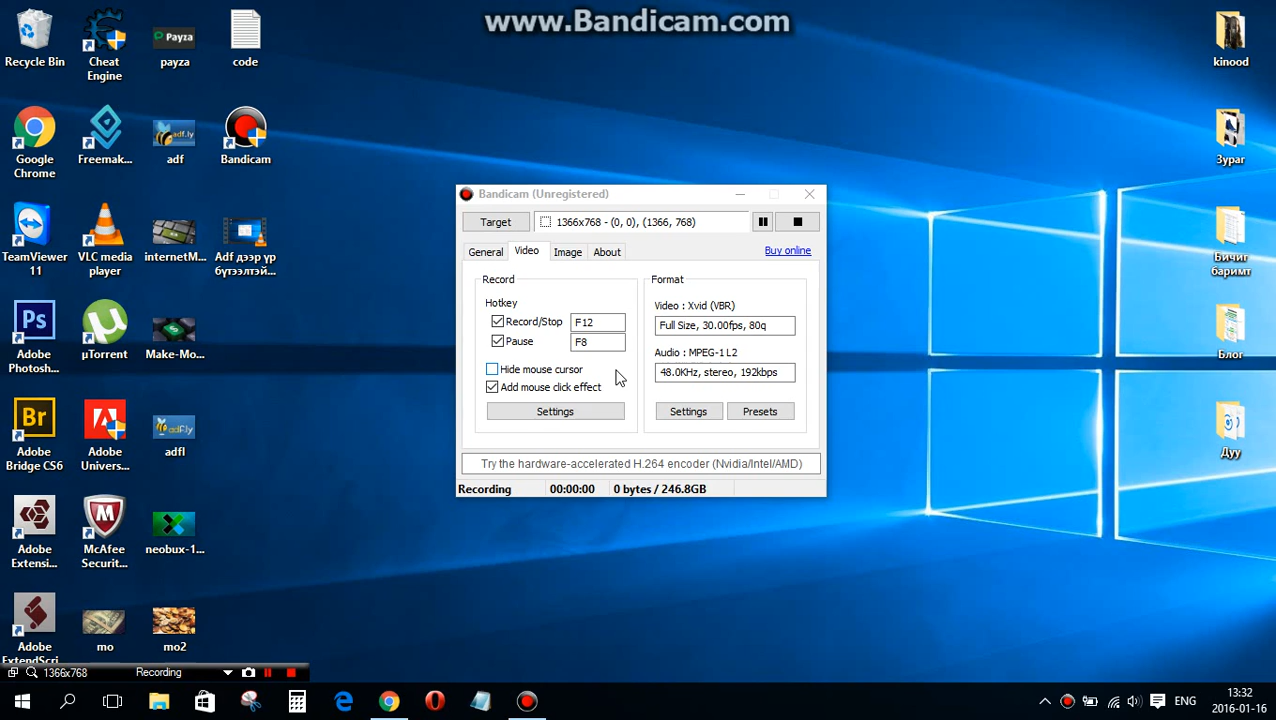 www.Bandicam.com
Recycle Bin
Cheat
Engine
Payza
payza
code
kinood
Google
Chrome
Freemak...
adf.ly
adf
Bandicam
Зураг
TeamViewer
11
VLC media
player
internetM...
Adf дээр үр
бүтээлтэй...
Бичиг
баримт
Ps
Adobe
Photosh...
µTorrent
Make-Mo...
Блог
Br
Adobe
Bridge CS6
Adobe
Univers...
adfly
adfl
Дуу
Adobe
Extensi...
McAfee
Securit...
neobux-1...
Adobe
ExtendScri...
mo
mo2
Bandicam (Unregistered)
Target
1366x768 - (0, 0), (1366, 768)
General
Video
Image
About
Buy online
Record
Hotkey
Record/Stop
F12
Pause
F8
Hide mouse cursor
Add mouse click effect
Settings
Format
Video : Xvid (VBR)
Full Size, 30.00fps, 80q
Audio : MPEG-1 L2
48.0KHz, stereo, 192kbps
Settings
Presets
Try the hardware-accelerated H.264 encoder (Nvidia/Intel/AMD)
Recording
00:00:00
0 bytes / 246.8GB
1366x768
Recording
ENG
13:32
2016-01-16